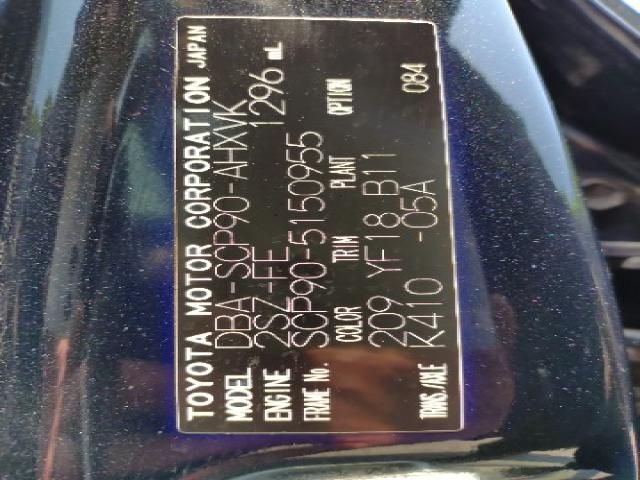 TOYOTA MOTOR CORPORATION JAPAN
MODEL DBA-SCP90-AHXVK
ENGINE 2SZ-FE 1296 mL
FRAME No. SCP90-5150955
COLOR TRIM PLANT OPTION
209 YF18 B11
TRANS./AXLE K410 -05A 084